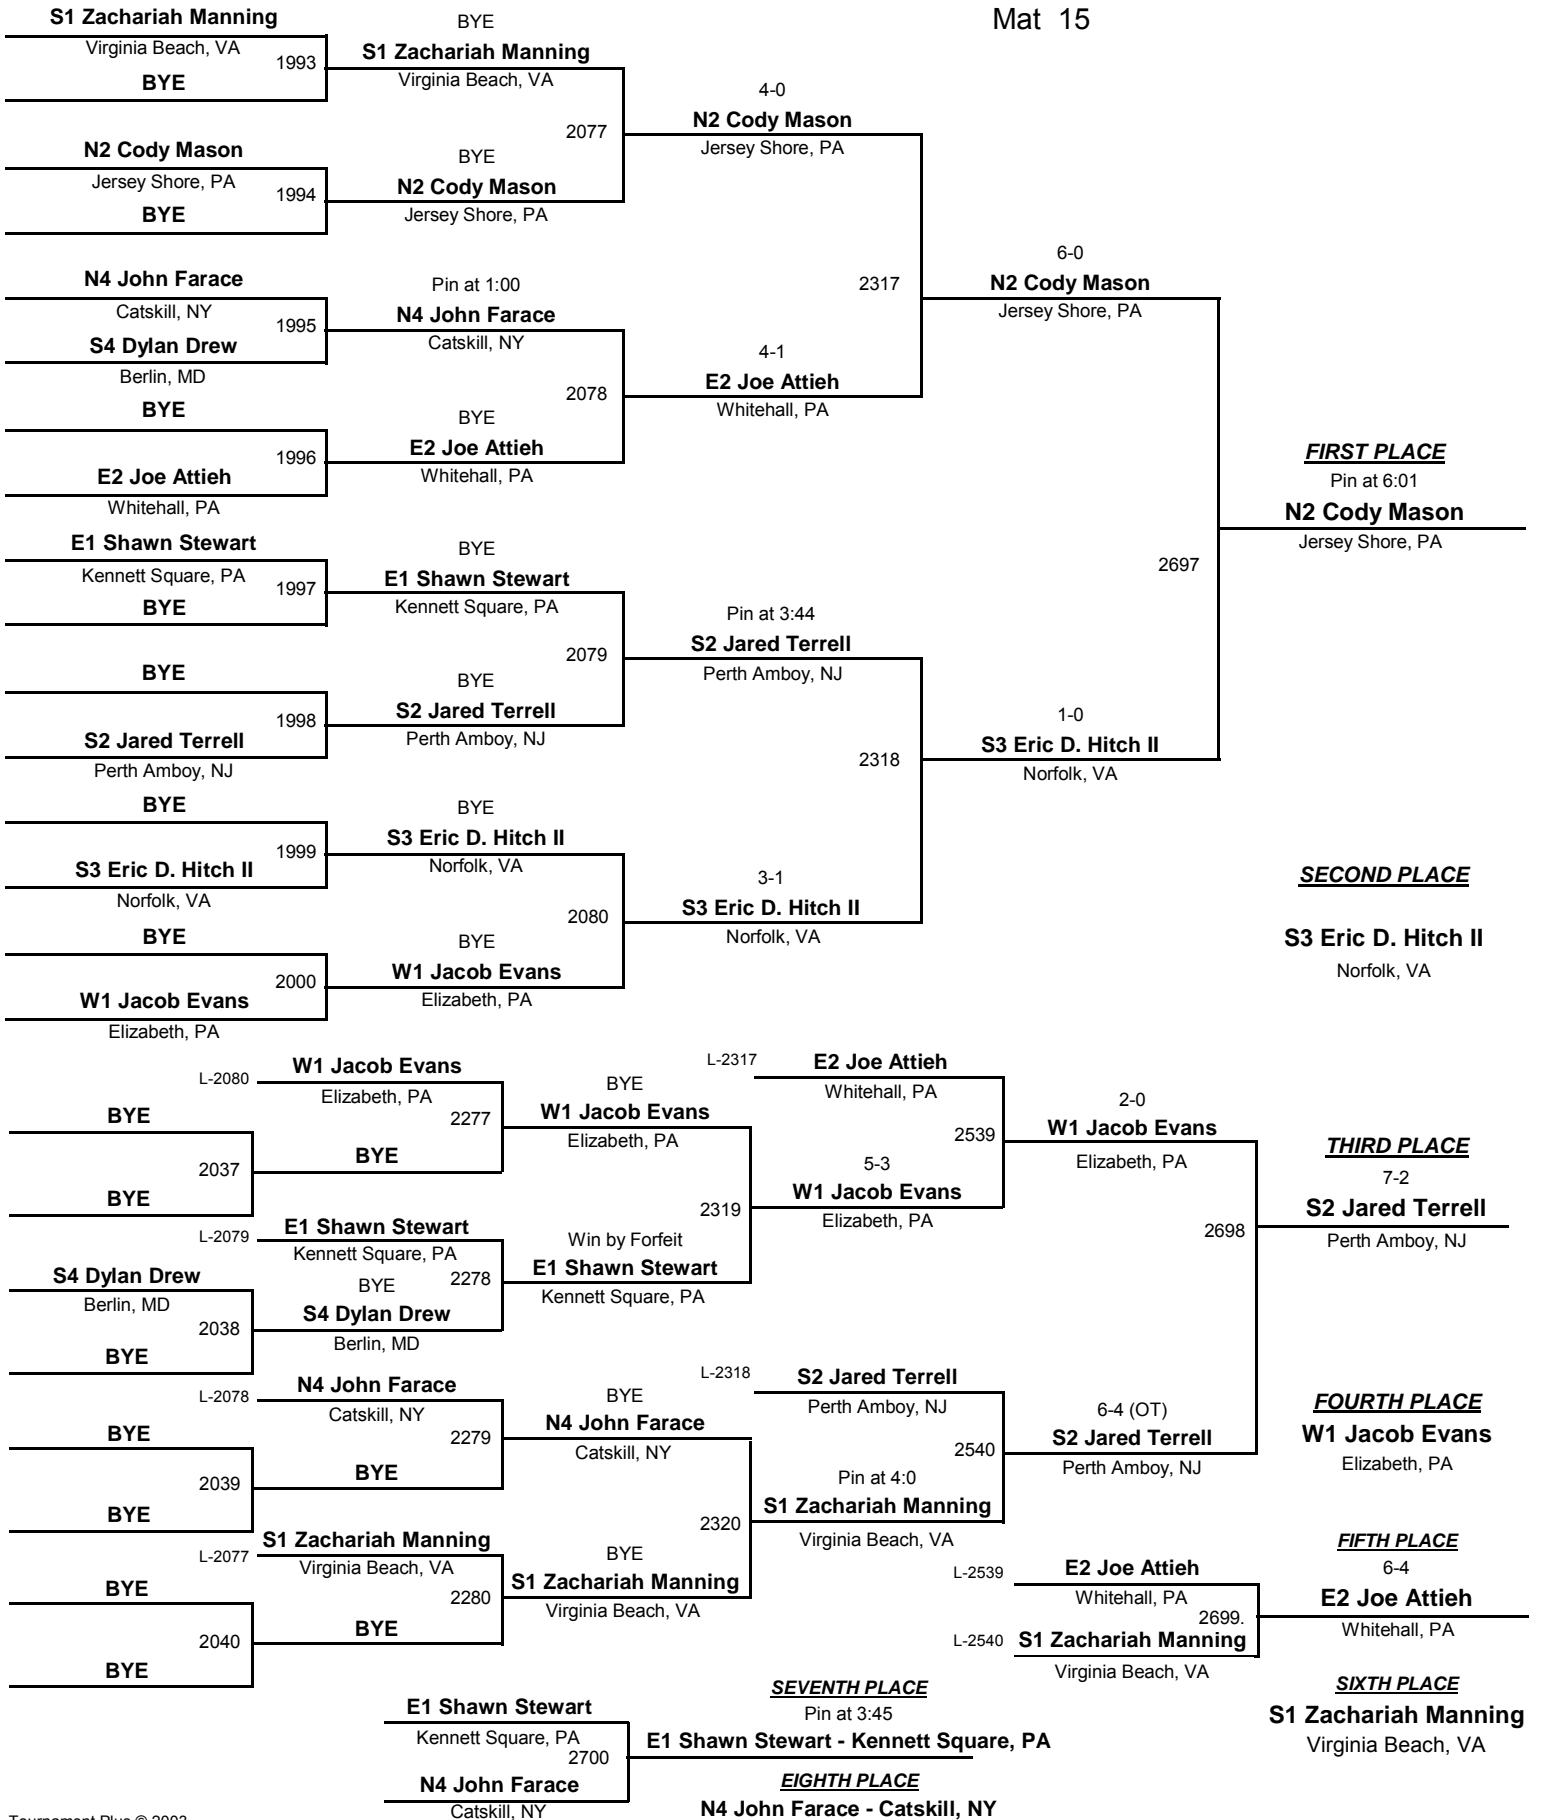 Mat 15
S1 Zachariah Manning
Virginia Beach, VA
1993
BYE
N2 Cody Mason
Jersey Shore, PA
1994
BYE
N4 John Farace
Catskill, NY
1995
S4 Dylan Drew
Berlin, MD
BYE
1996
E2 Joe Attieh
Whitehall, PA
E1 Shawn Stewart
Kennett Square, PA
1997
BYE
BYE
1998
S2 Jared Terrell
Perth Amboy, NJ
BYE
1999
S3 Eric D. Hitch II
Norfolk, VA
BYE
2000
W1 Jacob Evans
Elizabeth, PA
BYE
S1 Zachariah Manning
Virginia Beach, VA
2077
BYE
N2 Cody Mason
Jersey Shore, PA
Pin at 1:00
N4 John Farace
Catskill, NY
2078
BYE
E2 Joe Attieh
Whitehall, PA
BYE
E1 Shawn Stewart
Kennett Square, PA
2079
BYE
S2 Jared Terrell
Perth Amboy, NJ
BYE
S3 Eric D. Hitch II
Norfolk, VA
2080
BYE
W1 Jacob Evans
Elizabeth, PA
4-0
N2 Cody Mason
Jersey Shore, PA
2317
4-1
E2 Joe Attieh
Whitehall, PA
Pin at 3:44
S2 Jared Terrell
Perth Amboy, NJ
2318
3-1
S3 Eric D. Hitch II
Norfolk, VA
6-0
N2 Cody Mason
Jersey Shore, PA
2697
1-0
S3 Eric D. Hitch II
Norfolk, VA
FIRST PLACE
Pin at 6:01
N2 Cody Mason
Jersey Shore, PA
SECOND PLACE
S3 Eric D. Hitch II
Norfolk, VA
L-2080
W1 Jacob Evans
Elizabeth, PA
BYE
2037
BYE
2277
BYE
L-2079
E1 Shawn Stewart
Kennett Square, PA
S4 Dylan Drew
Berlin, MD
2038
BYE
2278
BYE
S4 Dylan Drew
Berlin, MD
L-2078
N4 John Farace
Catskill, NY
BYE
2039
BYE
2279
BYE
L-2077
S1 Zachariah Manning
Virginia Beach, VA
BYE
2040
BYE
2280
BYE
BYE
W1 Jacob Evans
Elizabeth, PA
2319
Win by Forfeit
E1 Shawn Stewart
Kennett Square, PA
BYE
N4 John Farace
Catskill, NY
2320
BYE
S1 Zachariah Manning
Virginia Beach, VA
L-2317
E2 Joe Attieh
Whitehall, PA
2539
5-3
W1 Jacob Evans
Elizabeth, PA
L-2318
S2 Jared Terrell
Perth Amboy, NJ
2540
Pin at 4:0
S1 Zachariah Manning
Virginia Beach, VA
2-0
W1 Jacob Evans
Elizabeth, PA
2698
6-4 (OT)
S2 Jared Terrell
Perth Amboy, NJ
THIRD PLACE
7-2
S2 Jared Terrell
Perth Amboy, NJ
FOURTH PLACE
W1 Jacob Evans
Elizabeth, PA
L-2539
E2 Joe Attieh
Whitehall, PA
2699.
L-2540
S1 Zachariah Manning
Virginia Beach, VA
FIFTH PLACE
6-4
E2 Joe Attieh
Whitehall, PA
SIXTH PLACE
S1 Zachariah Manning
Virginia Beach, VA
E1 Shawn Stewart
Kennett Square, PA
2700
N4 John Farace
Catskill, NY
SEVENTH PLACE
Pin at 3:45
E1 Shawn Stewart - Kennett Square, PA
EIGHTH PLACE
N4 John Farace - Catskill, NY
Tournament Plus © 2003